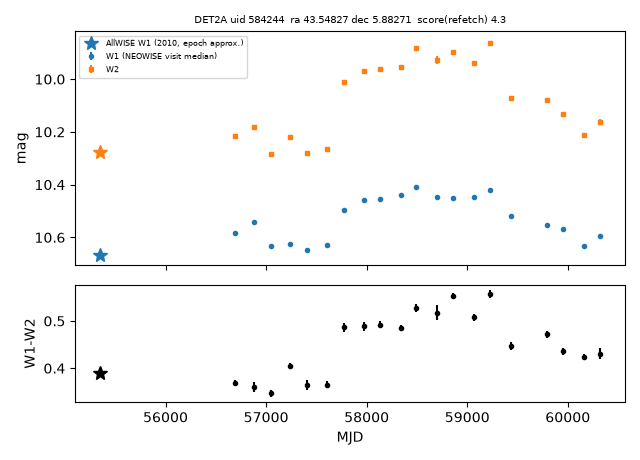 DET2A uid 584244 ra 43.54827 dec 5.88271 score(refetch) 4.3
AllWISE W1 (2010, epoch approx.)
W1 (NEOWISE visit median)
W2
10.0
10.2
10.4
10.6
mag
0.5
0.4
W1-W2
56000 57000 58000 59000 60000
MJD